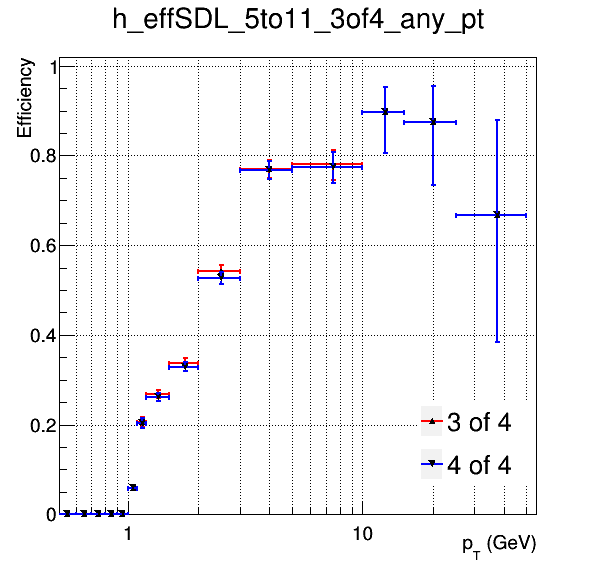 h_effSDL_5to11_3of4_any_pt
Efficiency
1
0.8
0.6
0.4
0.2
0
3 of 4
4 of 4
1
10
p_T (GeV)